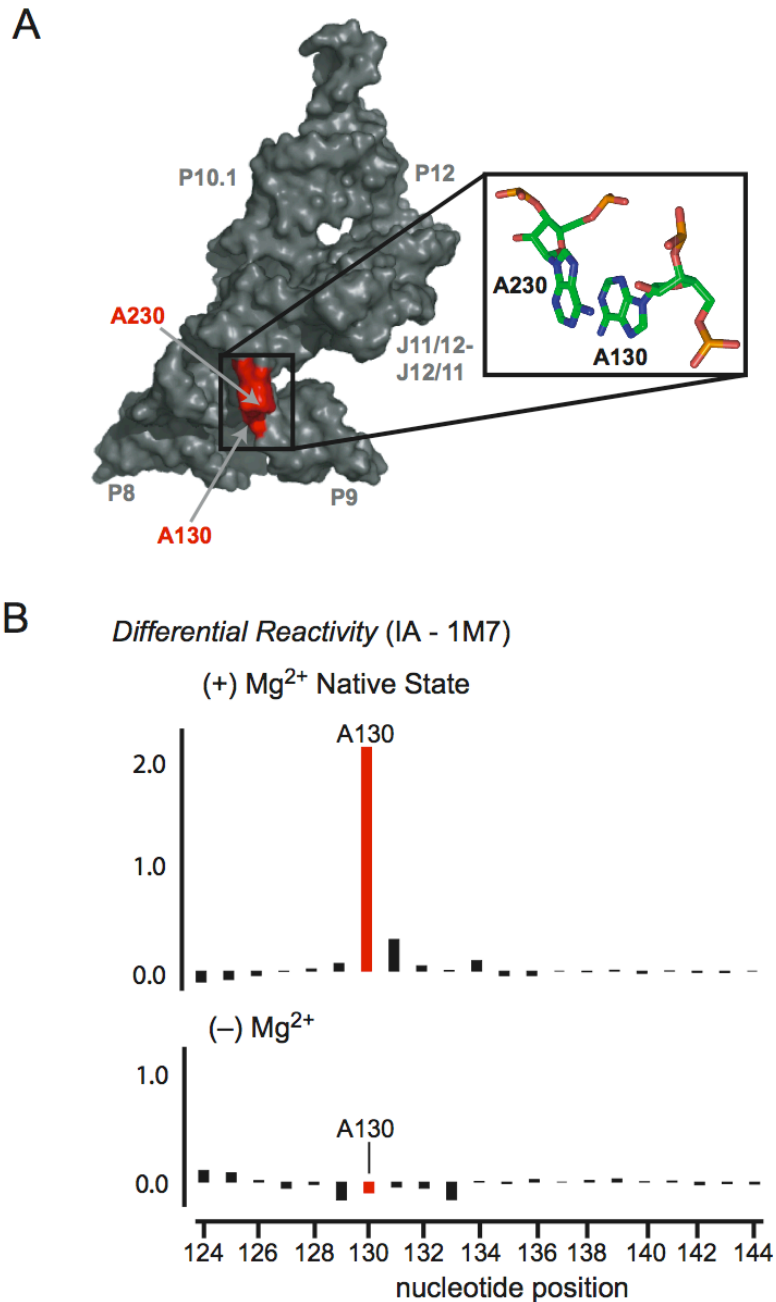 A
P10.1
P12
A230
A230
A130
J11/12-
J12/11
P8
P9
A130
B
Differential Reactivity (IA - 1M7)
(+) Mg²⁺ Native State
A130
2.0
1.0
0.0
(–) Mg²⁺
1.0
A130
0.0
124 126 128 130 132 134 136 138 140 142 144
nucleotide position